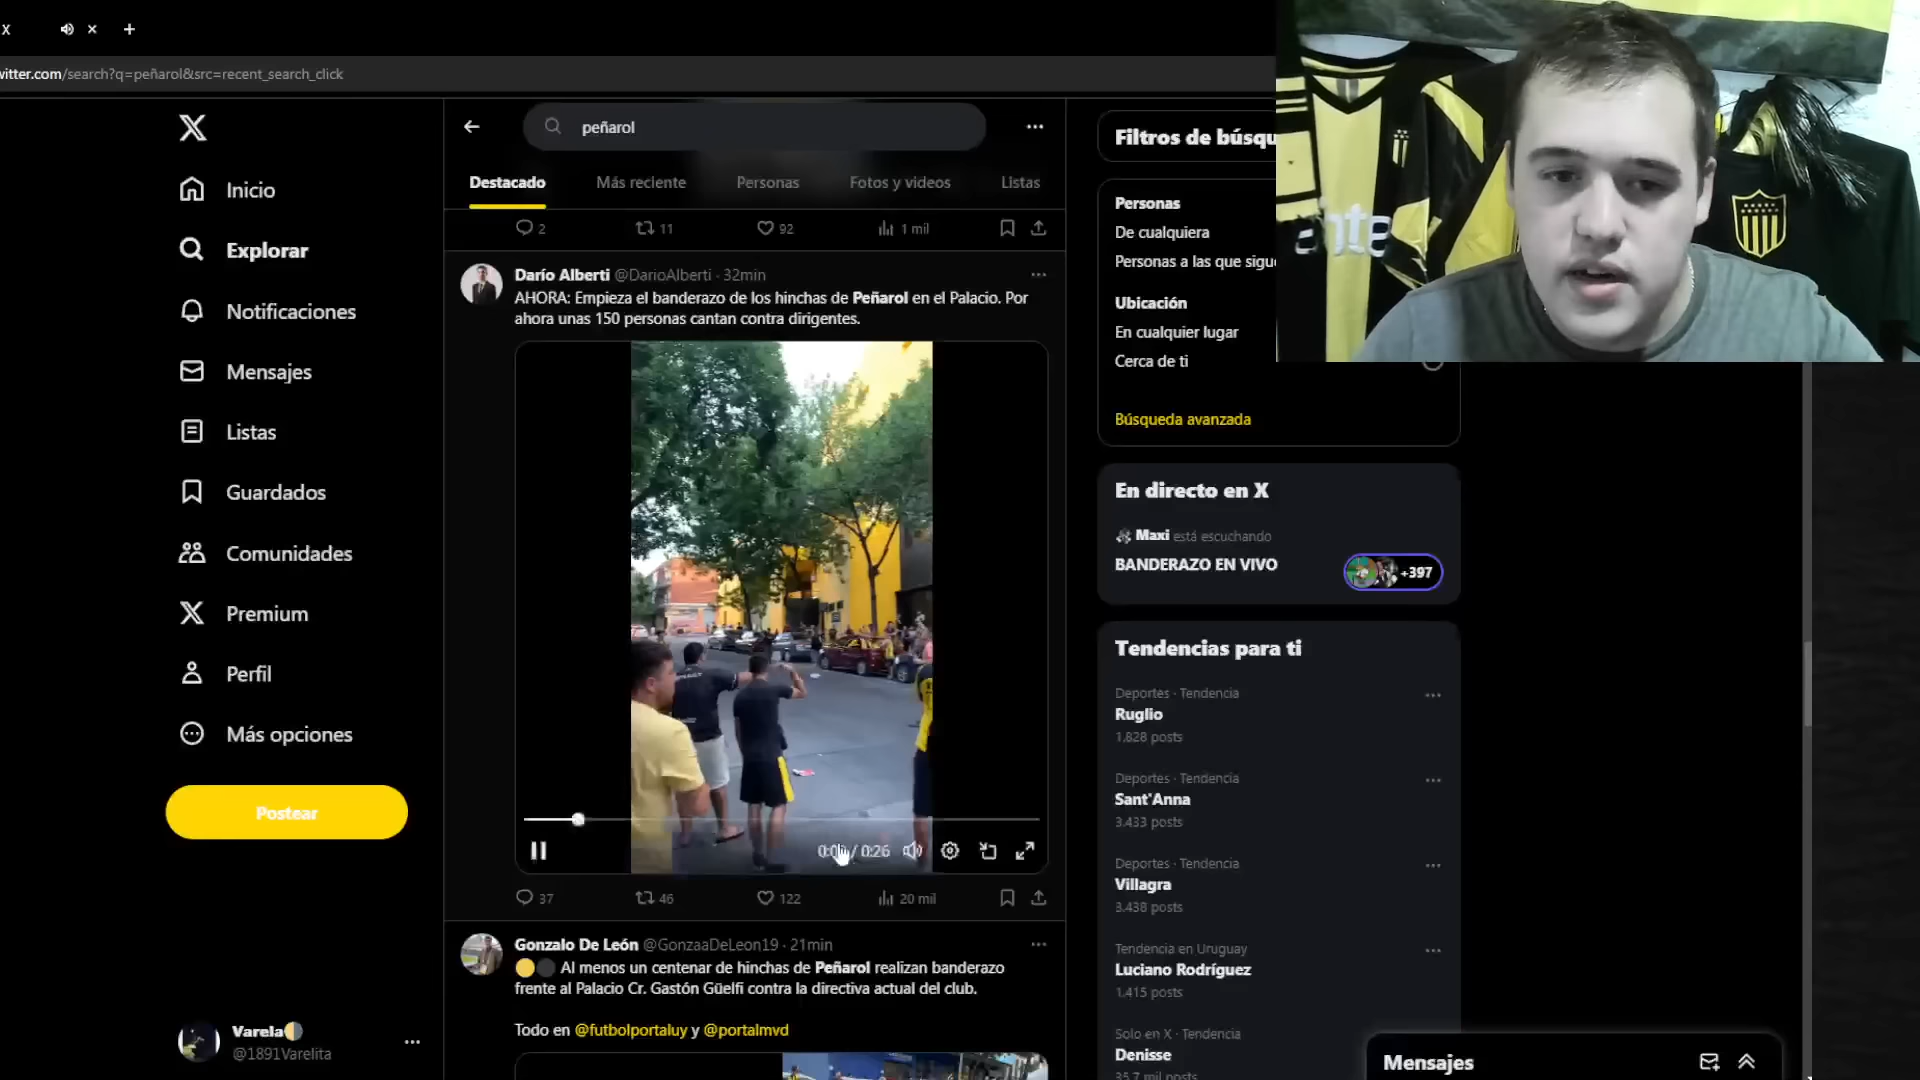 X
witter.com/search?q=peñarol&src=recent_search_click
Inicio
Explorar
Notificaciones
Mensajes
Listas
Guardados
Comunidades
Premium
Perfil
Más opciones
Postear
Varela
@1891Varelita
peñarol
Destacado
Más reciente
Personas
Fotos y videos
Listas
2
11
92
1 mil
Darío Alberti @DarioAlberti · 32min
AHORA: Empieza el banderazo de los hinchas de Peñarol en el Palacio. Por
ahora unas 150 personas cantan contra dirigentes.
/ 0:26
37
46
122
20 mil
Gonzalo De León @GonzaaDeLeon19 · 21min
Al menos un centenar de hinchas de Peñarol realizan banderazo
frente al Palacio Cr. Gastón Güelfi contra la directiva actual del club.
Todo en @futbolportaluy y @portalmvd
Filtros de búsqu
Personas
De cualquiera
Personas a las que sigu
Ubicación
En cualquier lugar
Cerca de ti
Búsqueda avanzada
En directo en X
Maxi está escuchando
BANDERAZO EN VIVO
+397
Tendencias para ti
Deportes · Tendencia
Ruglio
1.828 posts
Deportes · Tendencia
Sant'Anna
3.433 posts
Deportes · Tendencia
Villagra
3.438 posts
Tendencia en Uruguay
Luciano Rodríguez
1.415 posts
Solo en X · Tendencia
Denisse
35.7 mil posts
Mensajes